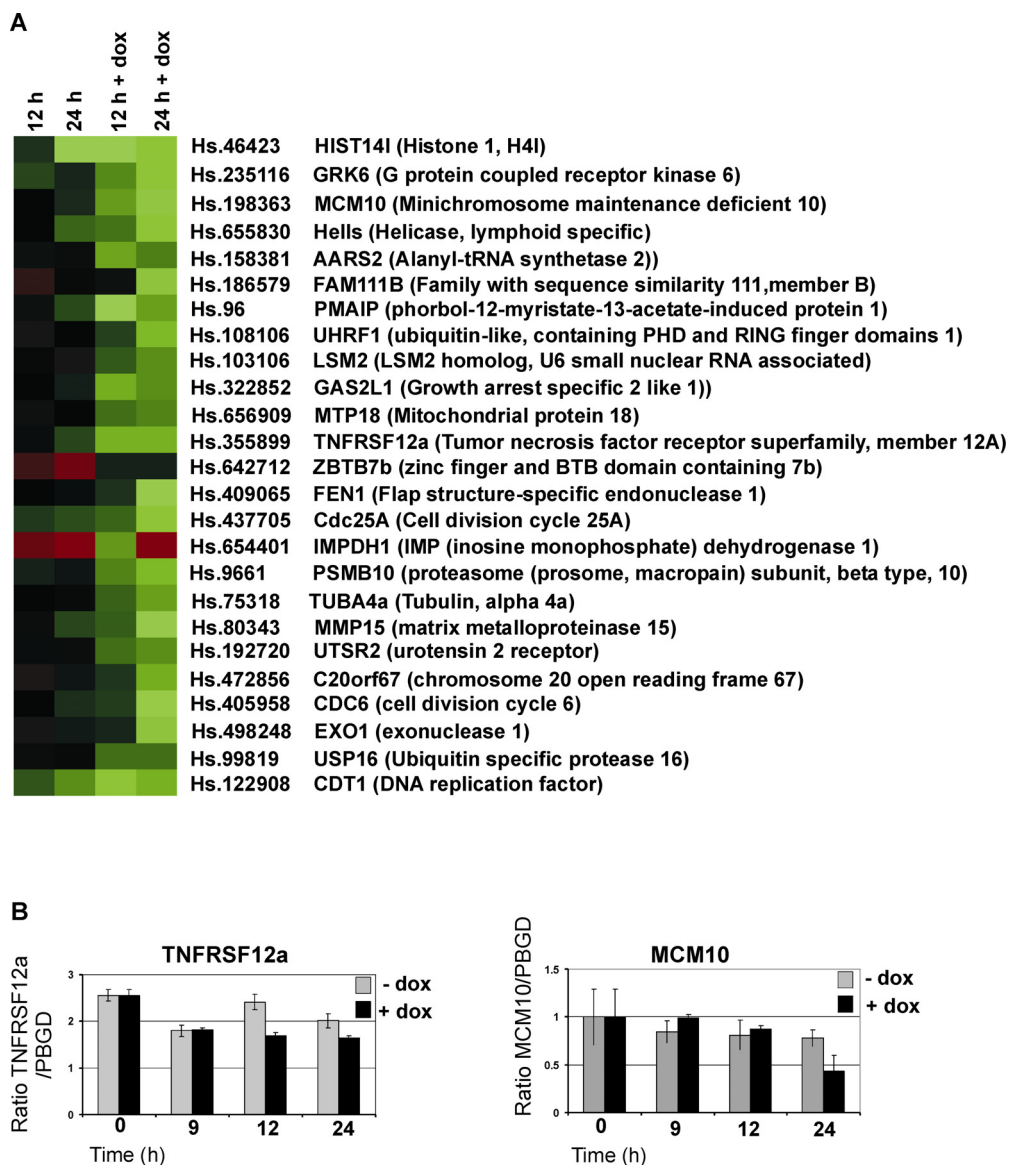 A
12 h
24 h
12 h + dox
24 h + dox
Hs.46423 HIST14I (Histone 1, H4I)
Hs.235116 GRK6 (G protein coupled receptor kinase 6)
Hs.198363 MCM10 (Minichromosome maintenance deficient 10)
Hs.655830 Hells (Helicase, lymphoid specific)
Hs.158381 AARS2 (Alanyl-tRNA synthetase 2))
Hs.186579 FAM111B (Family with sequence similarity 111,member B)
Hs.96 PMAIP (phorbol-12-myristate-13-acetate-induced protein 1)
Hs.108106 UHRF1 (ubiquitin-like, containing PHD and RING finger domains 1)
Hs.103106 LSM2 (LSM2 homolog, U6 small nuclear RNA associated)
Hs.322852 GAS2L1 (Growth arrest specific 2 like 1))
Hs.656909 MTP18 (Mitochondrial protein 18)
Hs.355899 TNFRSF12a (Tumor necrosis factor receptor superfamily, member 12A)
Hs.642712 ZBTB7b (zinc finger and BTB domain containing 7b)
Hs.409065 FEN1 (Flap structure-specific endonuclease 1)
Hs.437705 Cdc25A (Cell division cycle 25A)
Hs.654401 IMPDH1 (IMP (inosine monophosphate) dehydrogenase 1)
Hs.9661 PSMB10 (proteasome (prosome, macropain) subunit, beta type, 10)
Hs.75318 TUBA4a (Tubulin, alpha 4a)
Hs.80343 MMP15 (matrix metalloproteinase 15)
Hs.192720 UTSR2 (urotensin 2 receptor)
Hs.472856 C20orf67 (chromosome 20 open reading frame 67)
Hs.405958 CDC6 (cell division cycle 6)
Hs.498248 EXO1 (exonuclease 1)
Hs.99819 USP16 (Ubiquitin specific protease 16)
Hs.122908 CDT1 (DNA replication factor)
B
TNFRSF12a
Ratio TNFRSF12a
/PBGD
3
2
1
0
- dox
+ dox
0 9 12 24
Time (h)
MCM10
Ratio MCM10/PBGD
1.5
1
0.5
0
- dox
+ dox
0 9 12 24
Time (h)